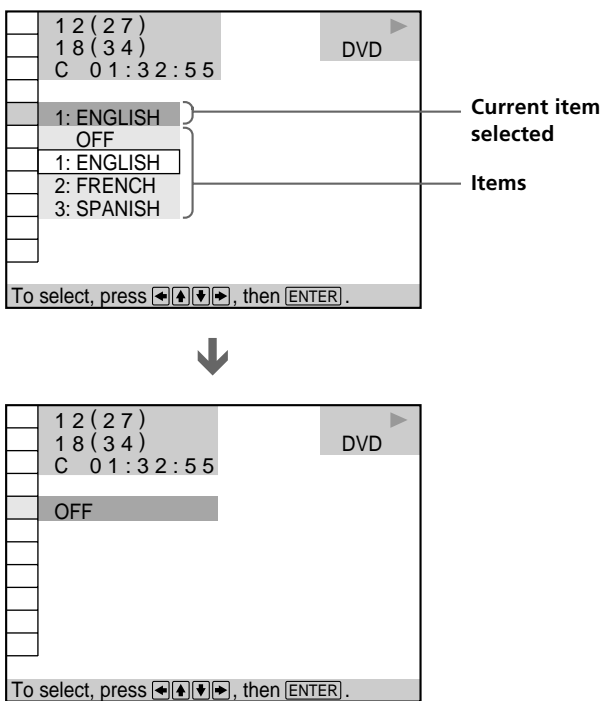 12(27)
18(34)
C 01:32:55
DVD
1: ENGLISH
OFF
1: ENGLISH
2: FRENCH
3: SPANISH
Current item
selected
Items
To select, press ←↑↓→, then ENTER.
12(27)
18(34)
C 01:32:55
DVD
OFF
To select, press ←↑↓→, then ENTER.